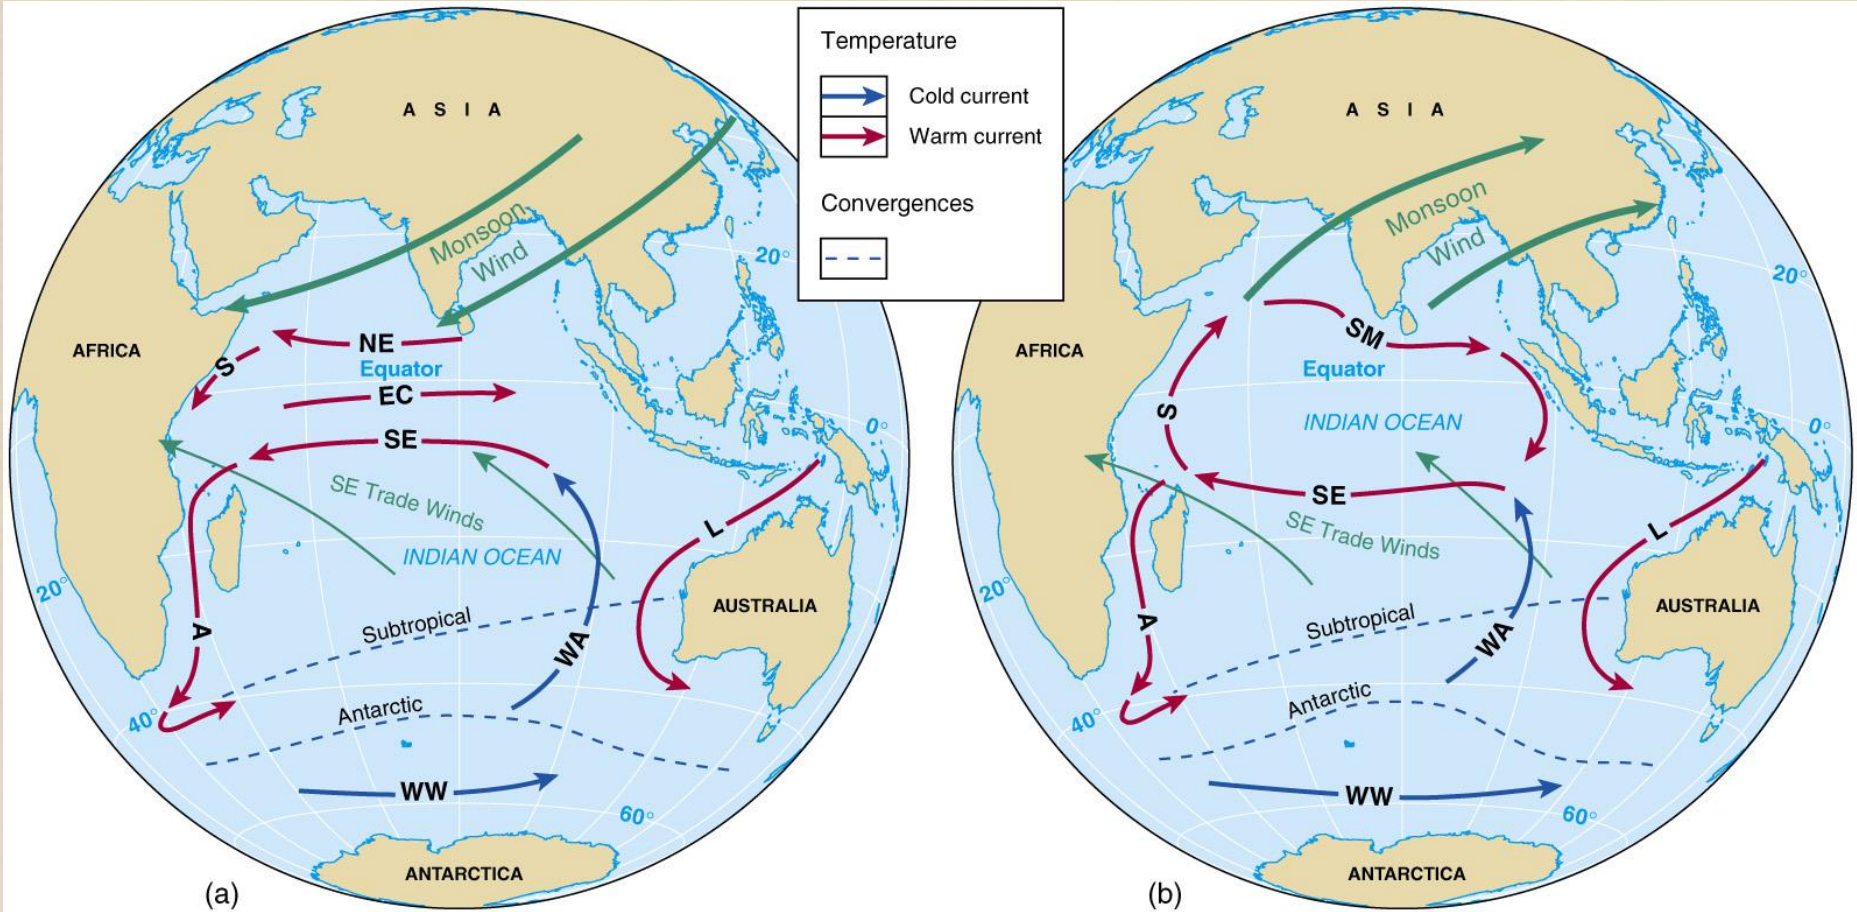 Temperature
Cold current
Warm current
Convergences
A S I A
Monsoon
Wind
20°
AFRICA
NE
S
Equator
EC
SE
0°
SE Trade Winds
L
INDIAN OCEAN
20°
AUSTRALIA
Subtropical
A
WA
Antarctic
40°
WW
60°
ANTARCTICA
(a)
A S I A
Monsoon
Wind
20°
SM
AFRICA
Equator
S
INDIAN OCEAN
0°
SE
SE Trade Winds
L
20°
AUSTRALIA
Subtropical
A
WA
Antarctic
40°
WW
60°
ANTARCTICA
(b)